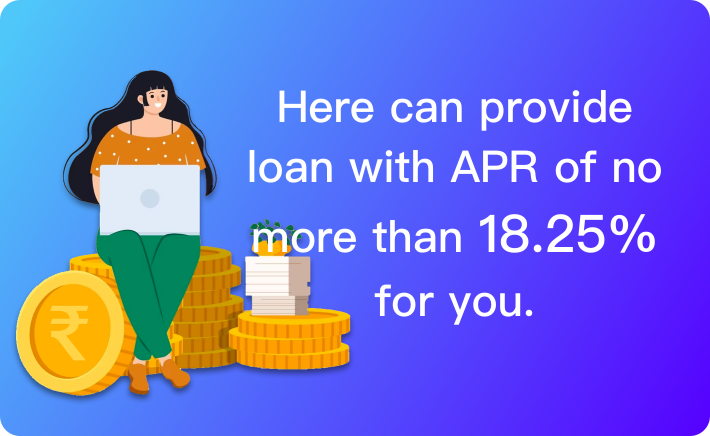 Here can provide
loan with APR of no
more than 18.25%
for you.
₹